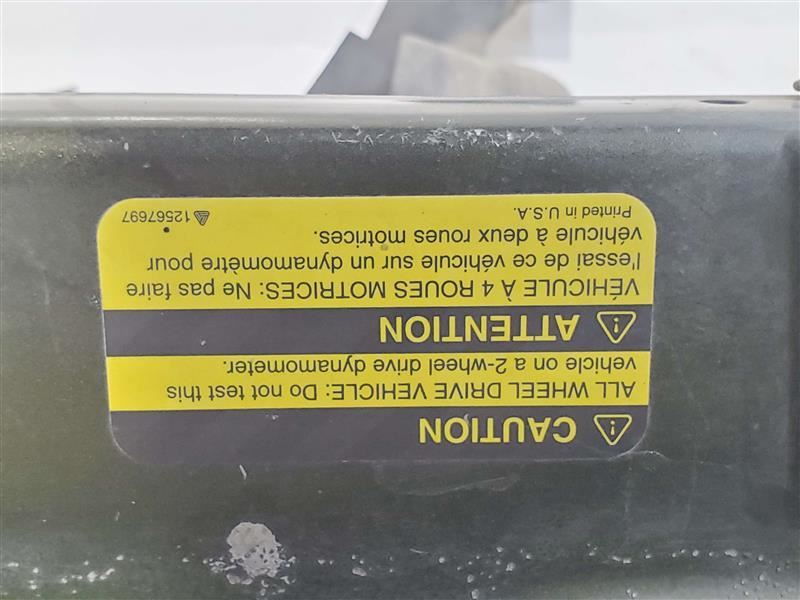 CAUTION
ALL WHEEL DRIVE VEHICLE: Do not test this
vehicle on a 2-wheel drive dynamometer.
ATTENTION
VÉHICULE À 4 ROUES MOTRICES: Ne pas faire
l'essai de ce véhicule sur un dynamomètre pour
véhicule à deux roues motrices.
Printed in U.S.A. 12567697